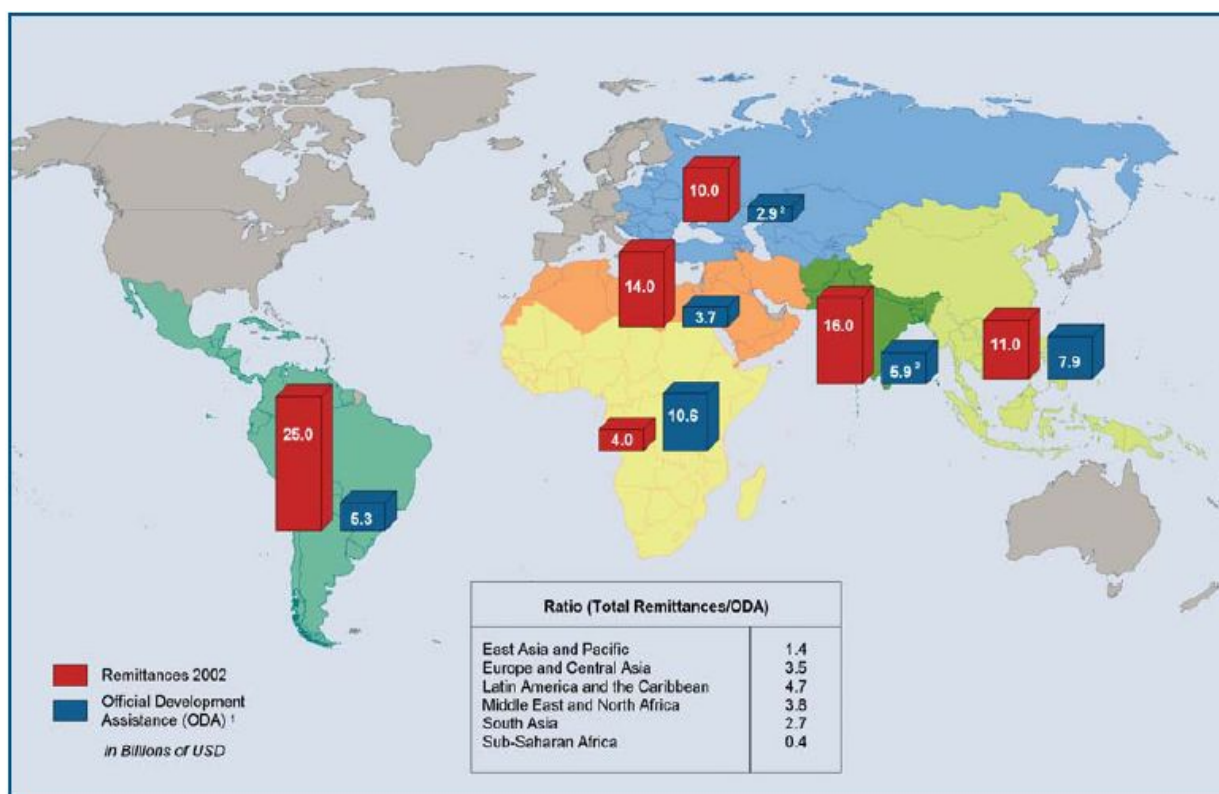 10.0
2.9 2
14.0
3.7
16.0
5.9 3
11.0
7.9
10.6
4.0
25.0
5.3
Ratio (Total Remittances/ODA)
East Asia and Pacific 1.4
Europe and Central Asia 3.5
Latin America and the Caribbean 4.7
Middle East and North Africa 3.8
South Asia 2.7
Sub-Saharan Africa 0.4
Remittances 2002
Official Development
Assistance (ODA) 1
in Billions of USD